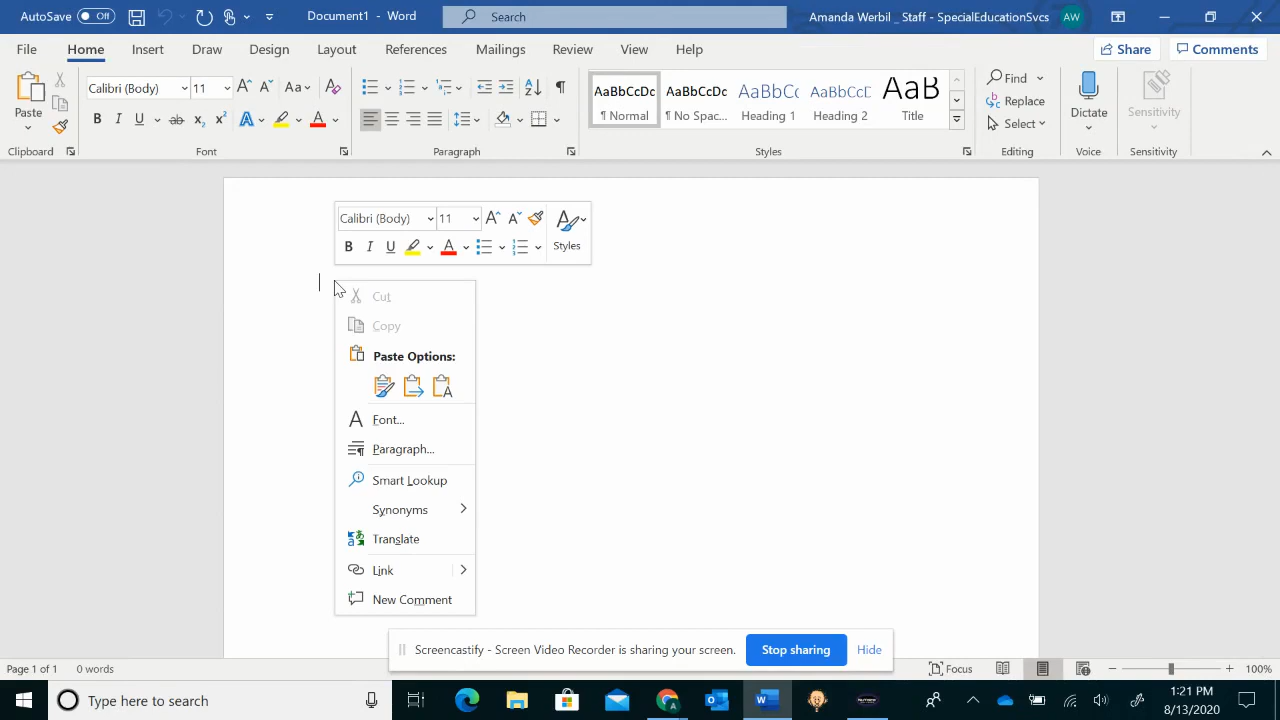 AutoSave Off Document1 - Word Search Amanda Werbil _ Staff - SpecialEducationSvcs AW
File Home Insert Draw Design Layout References Mailings Review View Help Share Comments
Paste
Calibri (Body) 11 Aa
B I U ab x₂ x² A A
AaBbCcDc AaBbCcDc AaBbCc AaBbCcC AaB
¶ Normal ¶ No Spac... Heading 1 Heading 2 Title
Find
Replace
Select
Dictate
Sensitivity
Clipboard Font Paragraph Styles Editing Voice Sensitivity
Calibri (Body) 11 A A
B I U A Styles
Cut
Copy
Paste Options:
Font...
Paragraph...
Smart Lookup
Synonyms
Translate
Link
New Comment
Screencastify - Screen Video Recorder is sharing your screen. Stop sharing Hide
Page 1 of 1 0 words Focus 100%
Type here to search
1:21 PM
8/13/2020